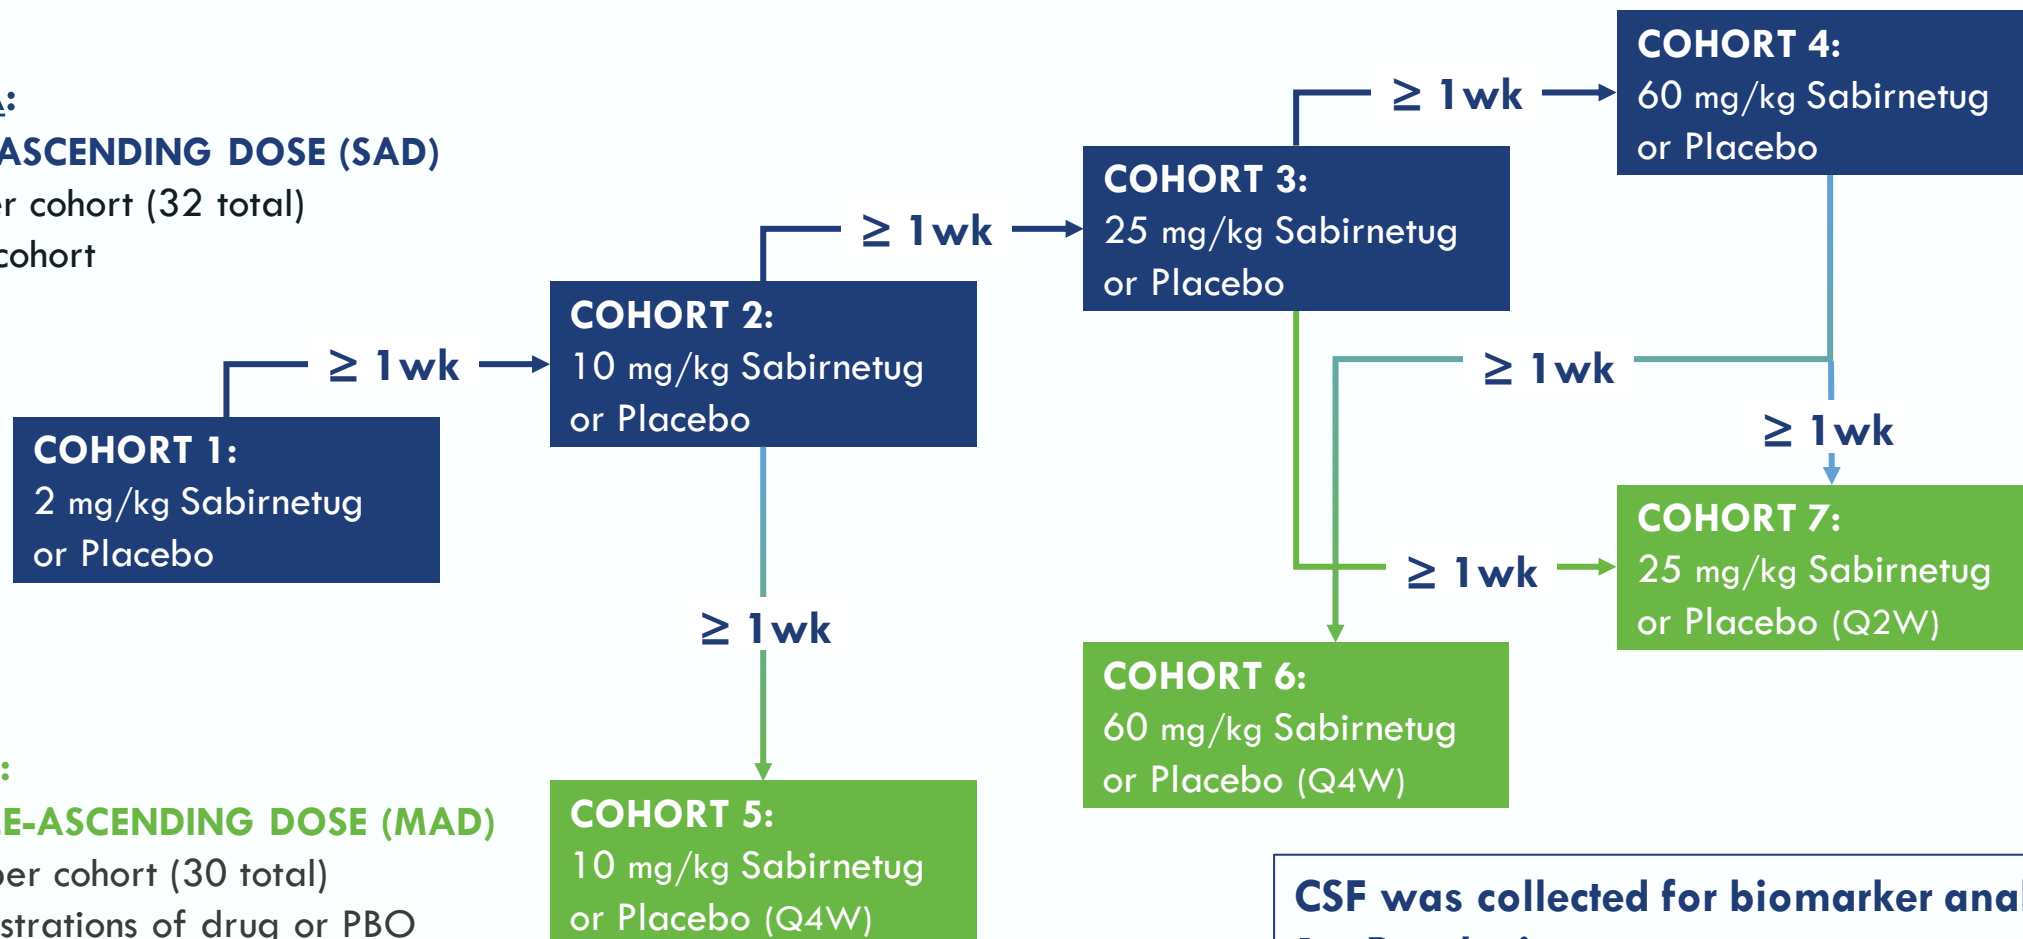 :
ASCENDING DOSE (SAD)
cohort (32 total)
cohort
COHORT 1:
2 mg/kg Sabirnetug
or Placebo
≥ 1wk
COHORT 2:
10 mg/kg Sabirnetug
or Placebo
≥ 1wk
COHORT 3:
25 mg/kg Sabirnetug
or Placebo
≥ 1wk
COHORT 4:
60 mg/kg Sabirnetug
or Placebo
≥ 1wk
≥ 1wk
≥ 1wk
≥ 1wk
COHORT 7:
25 mg/kg Sabirnetug
or Placebo (Q2W)
COHORT 6:
60 mg/kg Sabirnetug
or Placebo (Q4W)
:
-ASCENDING DOSE (MAD)
per cohort (30 total)
of drug or PBO
COHORT 5:
10 mg/kg Sabirnetug
or Placebo (Q4W)
CSF was collected for biomarker